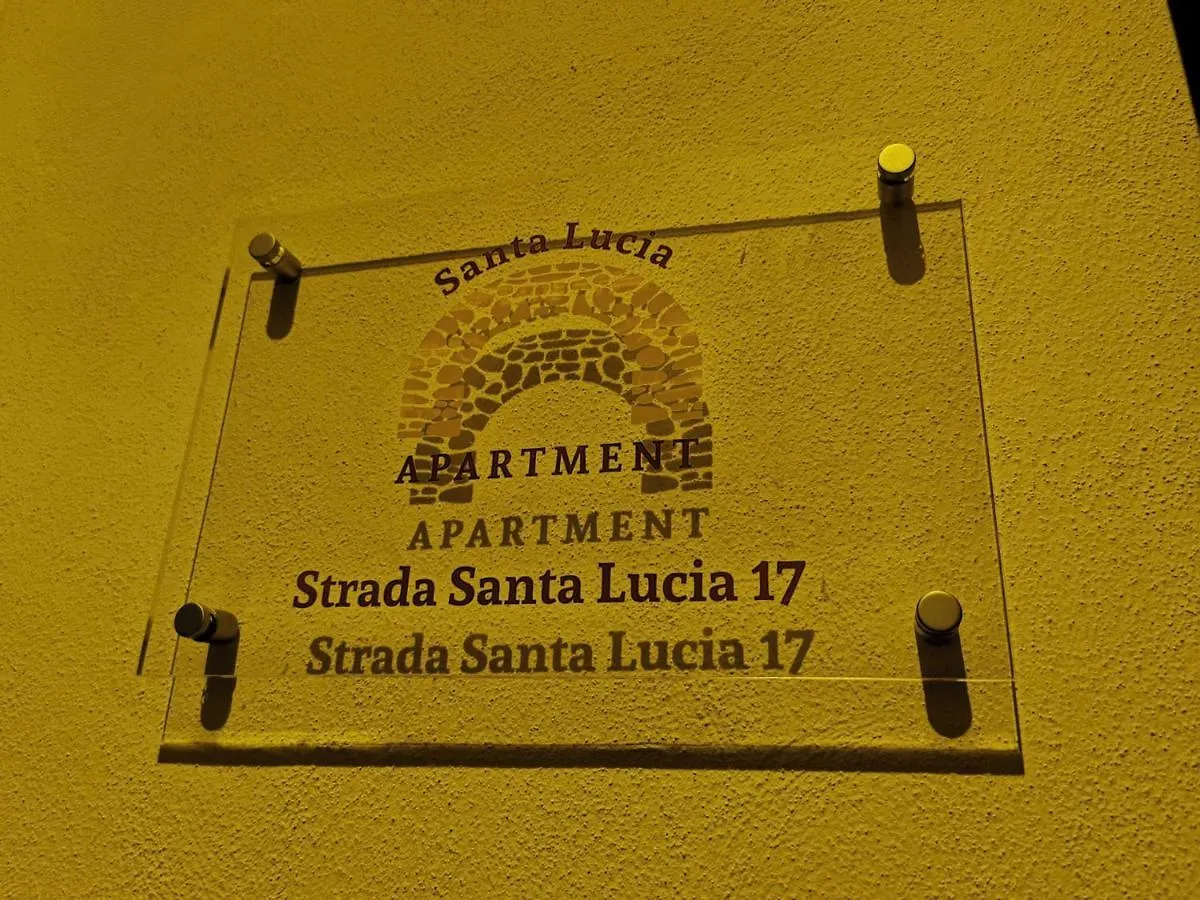 Santa Lucia
APARTMENT
Strada Santa Lucia 17